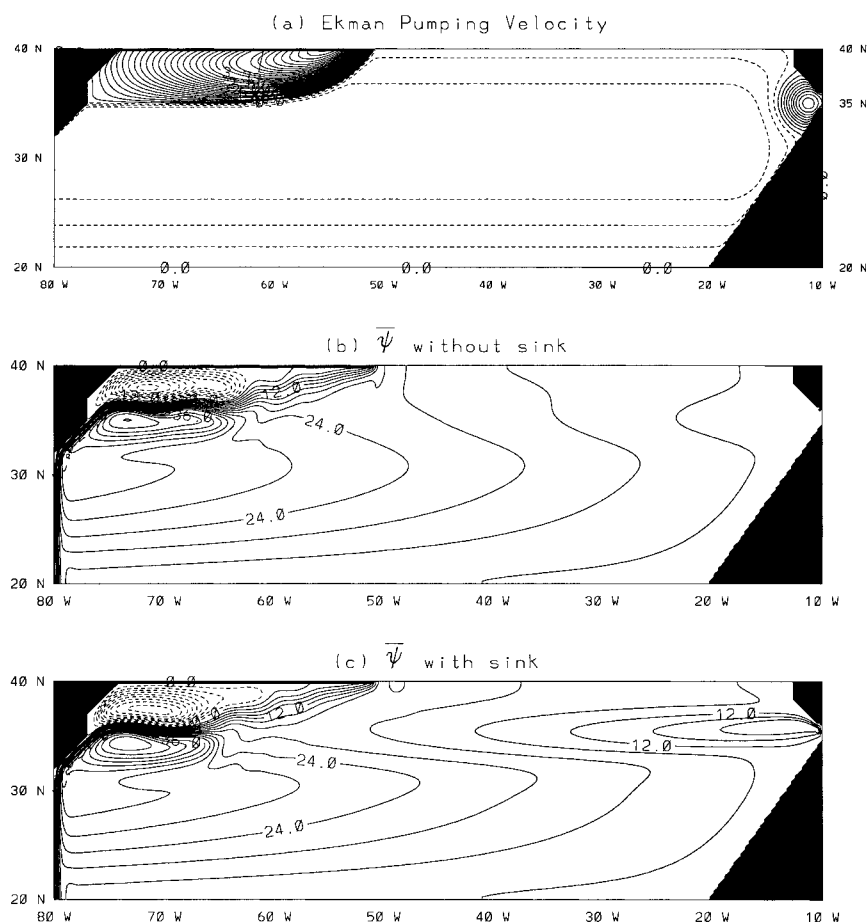 (a) Ekman Pumping Velocity
40 N 40 N
35 N
30 N 30 N
20 N 0.0 0.0 0.0 20 N
80 W 70 W 60 W 50 W 40 W 30 W 20 W 10 W
(b) ψ̅ without sink
40 N 0.0
12.0
24.0
30 N
24.0
20 N
80 W 70 W 60 W 50 W 40 W 30 W 20 W 10 W
(c) ψ̅ with sink
40 N 0.0
12.0 12.0
24.0 12.0
30 N
24.0
20 N
80 W 70 W 60 W 50 W 40 W 30 W 20 W 10 W